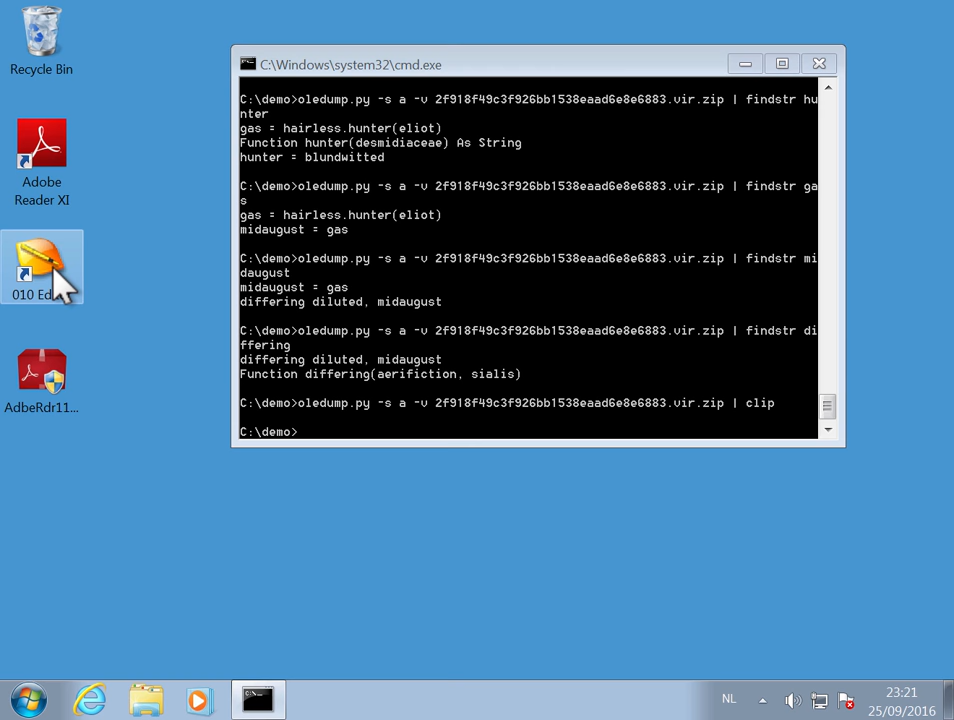 Recycle Bin
Adobe
Reader XI
010 Ed
AdbeRdr11...
C:\Windows\system32\cmd.exe
C:\demo>oledump.py -s a -v 2f918f49c3f926bb1538eaad6e8e6883.vir.zip | findstr hu
nter
gas = hairless.hunter(eliot)
Function hunter(desmidiaceae) As String
hunter = blundwitted
C:\demo>oledump.py -s a -v 2f918f49c3f926bb1538eaad6e8e6883.vir.zip | findstr ga
s
gas = hairless.hunter(eliot)
midaugust = gas
C:\demo>oledump.py -s a -v 2f918f49c3f926bb1538eaad6e8e6883.vir.zip | findstr mi
daugust
midaugust = gas
differing diluted, midaugust
C:\demo>oledump.py -s a -v 2f918f49c3f926bb1538eaad6e8e6883.vir.zip | findstr di
ffering
differing diluted, midaugust
Function differing(aerifiction, sialis)
C:\demo>oledump.py -s a -v 2f918f49c3f926bb1538eaad6e8e6883.vir.zip | clip
C:\demo>
NL
23:21
25/09/2016